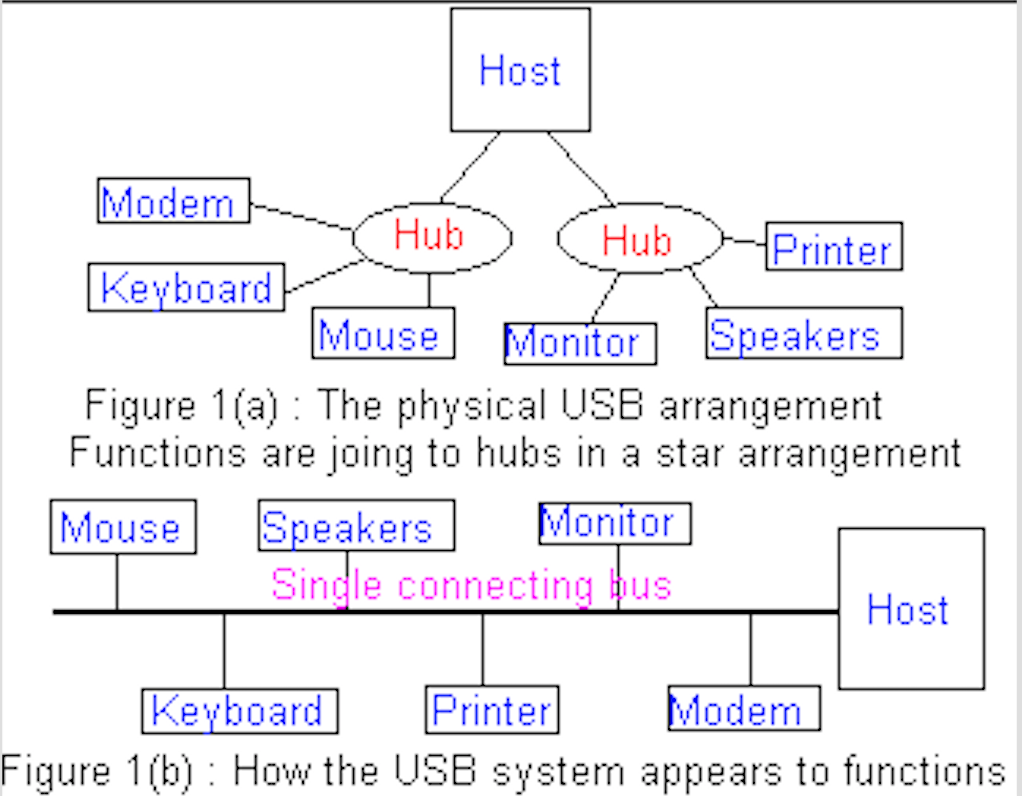 Host
Modem
Hub
Hub
Printer
Keyboard
Mouse
Monitor
Speakers
Figure 1(a) : The physical USB arrangement
Functions are joing to hubs in a star arrangement
Mouse
Speakers
Monitor
Single connecting bus
Host
Keyboard
Printer
Modem
Figure 1(b) : How the USB system appears to functions